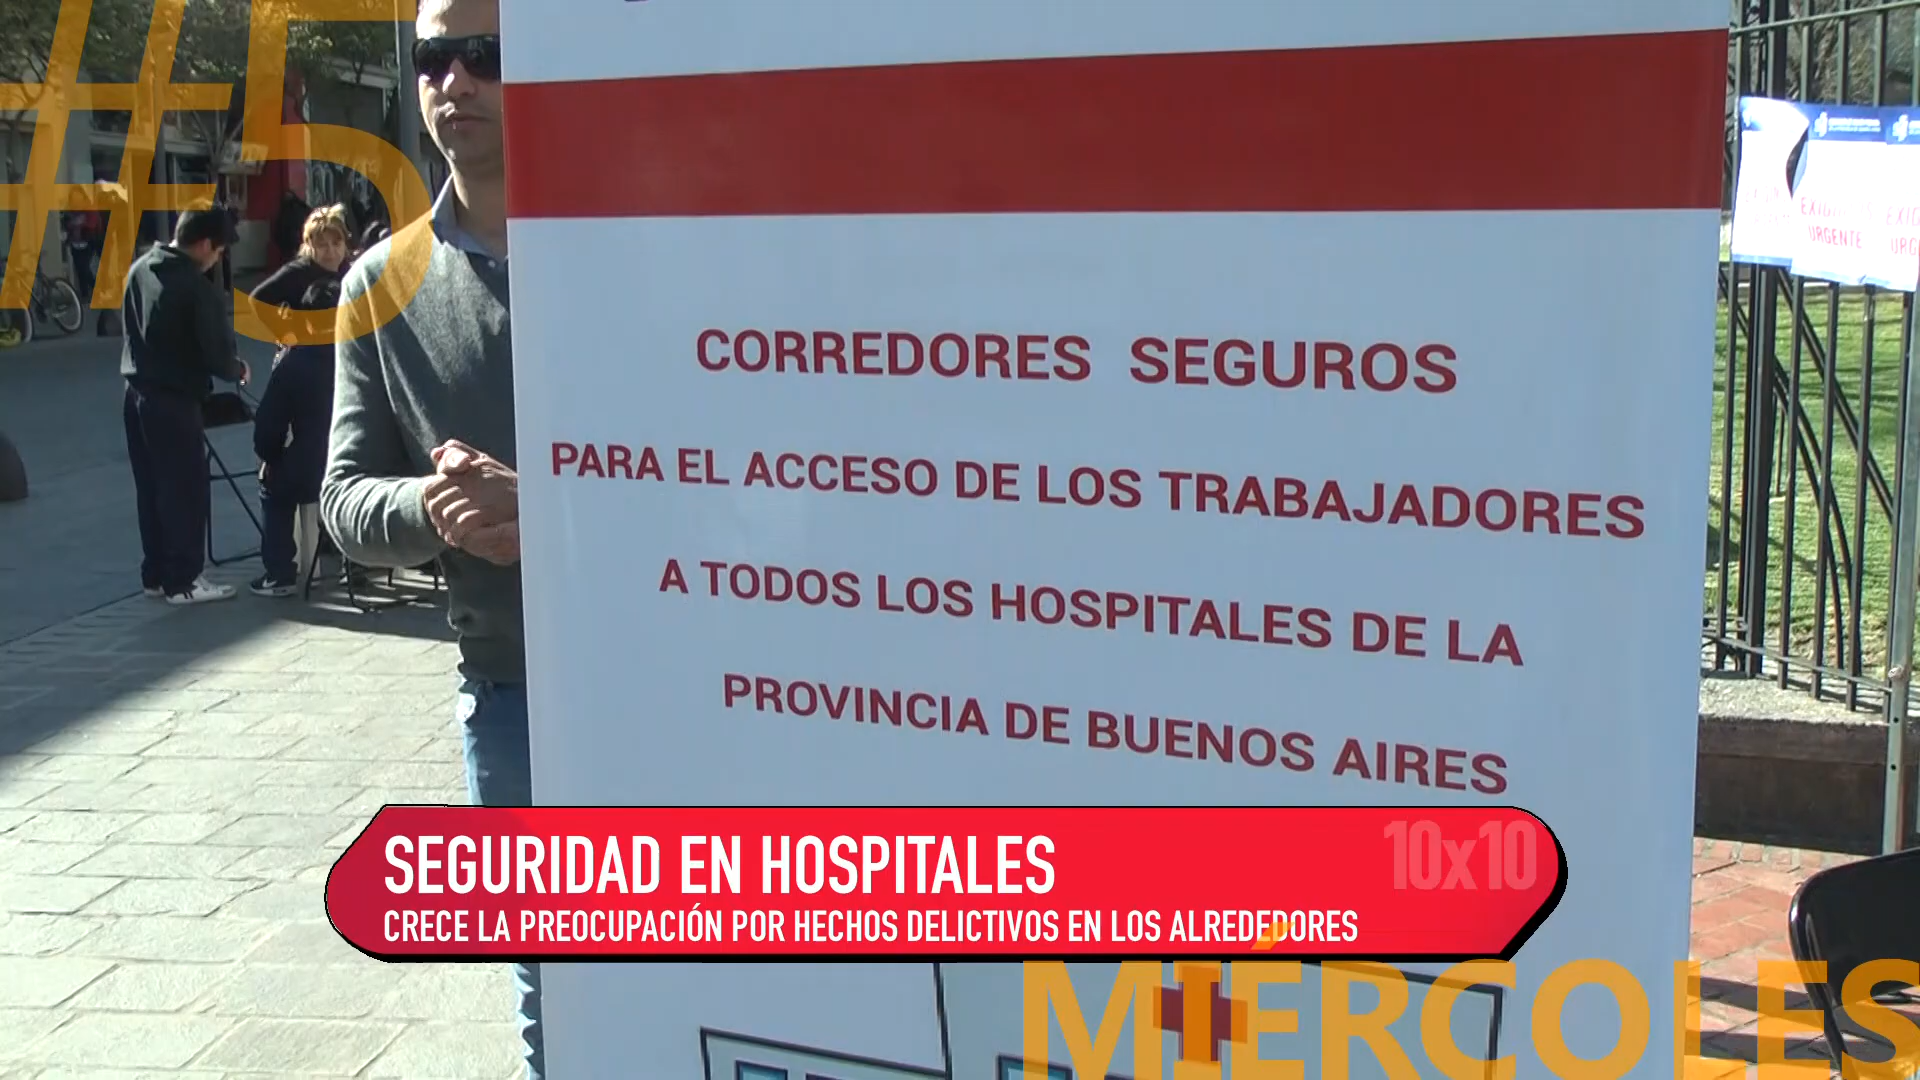 #5
CORREDORES SEGUROS
PARA EL ACCESO DE LOS TRABAJADORES
A TODOS LOS HOSPITALES DE LA
PROVINCIA DE BUENOS AIRES
URGENTE
SEGURIDAD EN HOSPITALES
10x10
CRECE LA PREOCUPACIÓN POR HECHOS DELICTIVOS EN LOS ALREDEDORES
MIÉRCOLES